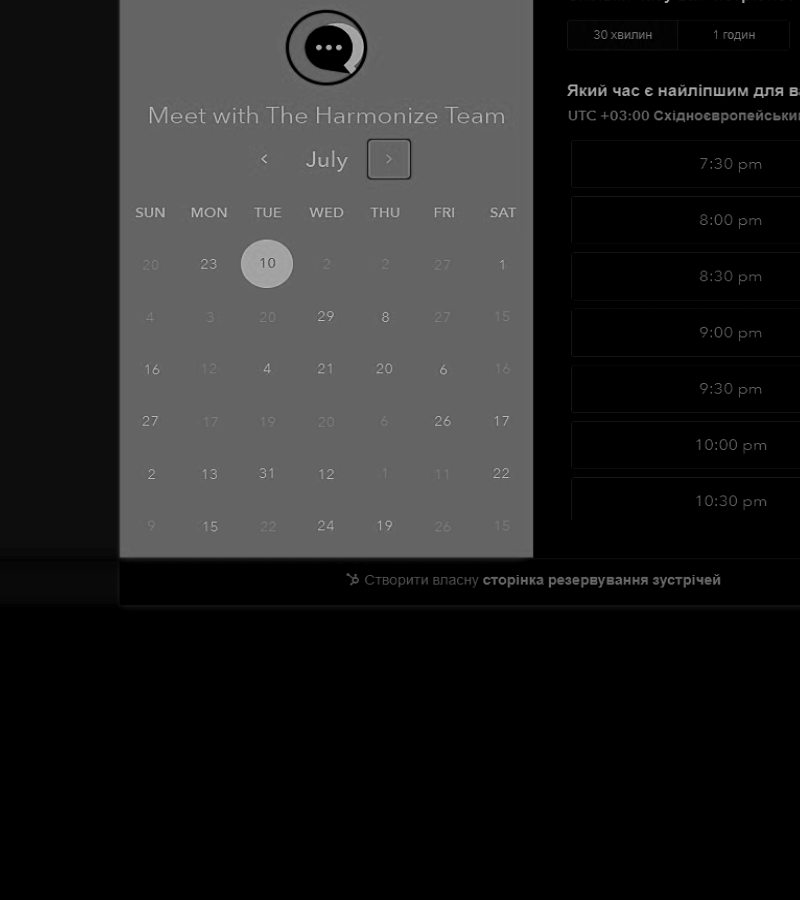 Meet with The Harmonize Team
July
SUN MON TUE WED THU FRI SAT
20 23 10 2 2 27 1
4 3 20 29 8 27 15
16 12 4 21 20 6 16
27 17 19 20 6 26 17
2 13 31 12 1 11 22
9 15 22 24 19 26 15
30 хвилин 1 годин
Який час є найліпшим для
UTC +03:00
7:30 pm
8:00 pm
8:30 pm
9:00 pm
9:30 pm
10:00 pm
10:30 pm
Створити власну сторінка резервування зустрічей